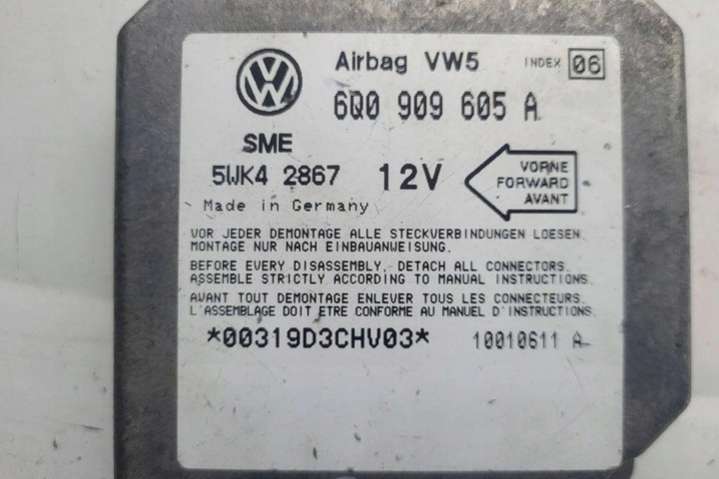 Airbag VW5 INDEX 06
6Q0 909 605 A
SME
5WK4 2867 12V
VORNE
FORWARD
AVANT
Made in Germany
VOR JEDER DEMONTAGE ALLE STECKVERBINDUNGEN LOESEN.
MONTAGE NUR NACH EINBAUANWEISUNG.
BEFORE EVERY DISASSEMBLY, DETACH ALL CONNECTORS.
ASSEMBLE STRICTLY ACCORDING TO MANUAL INSTRUCTIONS.
AVANT TOUT DEMONTAGE ENLEVER TOUS LES CONNECTEURS.
L'ASSEMBLAGE DOIT ETRE CONFORME AU MANUEL D'INSTRUCTIONS.
*00319D3CHV03* 10010611 A